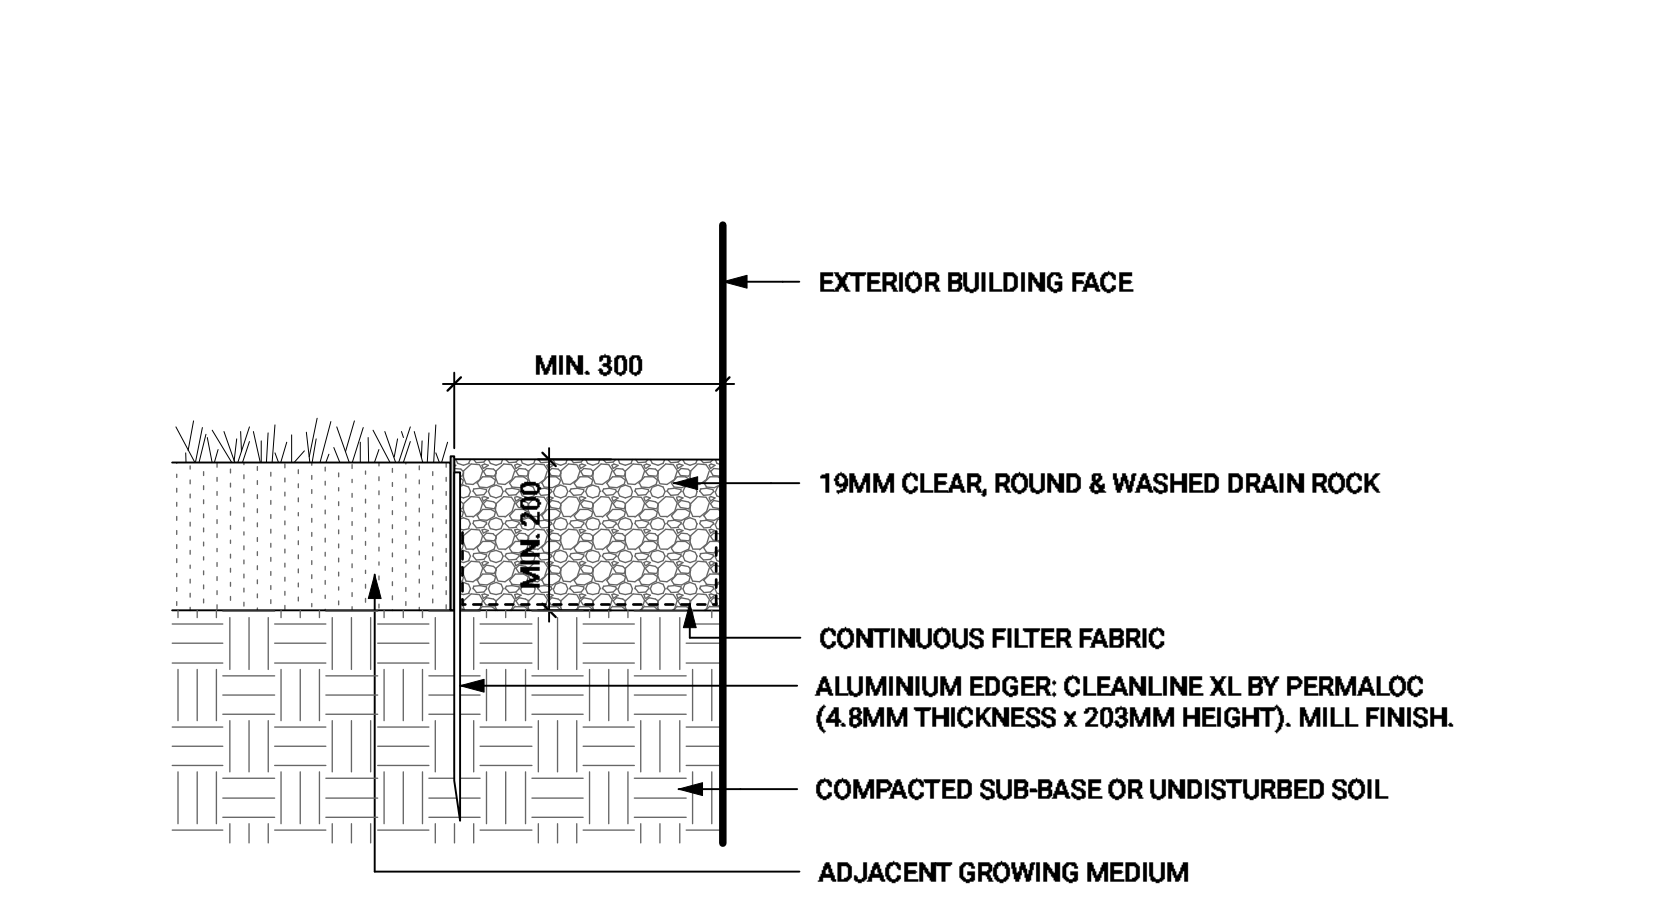 EXTERIOR BUILDING FACE
MIN. 300
19MM CLEAR, ROUND & WASHED DRAIN ROCK
MIN. 200
CONTINUOUS FILTER FABRIC
ALUMINIUM EDGER: CLEANLINE XL BY PERMALOC
(4.8MM THICKNESS x 203MM HEIGHT). MILL FINISH.
COMPACTED SUB-BASE OR UNDISTURBED SOIL
ADJACENT GROWING MEDIUM